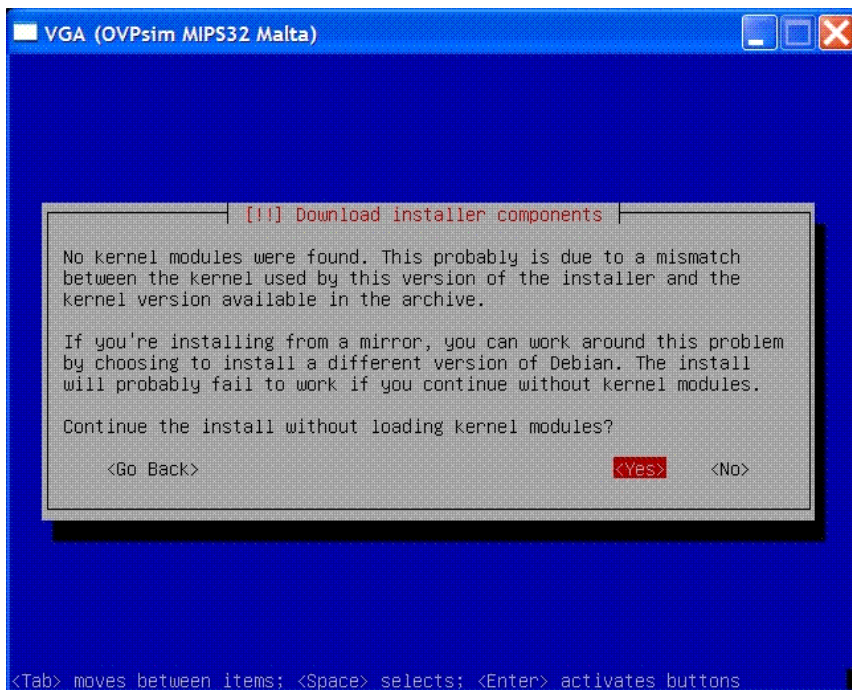 VGA (OVPsim MIPS32 Malta)
[!!] Download installer components
No kernel modules were found. This probably is due to a mismatch
between the kernel used by this version of the installer and the
kernel version available in the archive.
If you're installing from a mirror, you can work around this problem
by choosing to install a different version of Debian. The install
will probably fail to work if you continue without kernel modules.
Continue the install without loading kernel modules?
<Go Back> <Yes> <No>
<Tab> moves between items; <Space> selects; <Enter> activates buttons